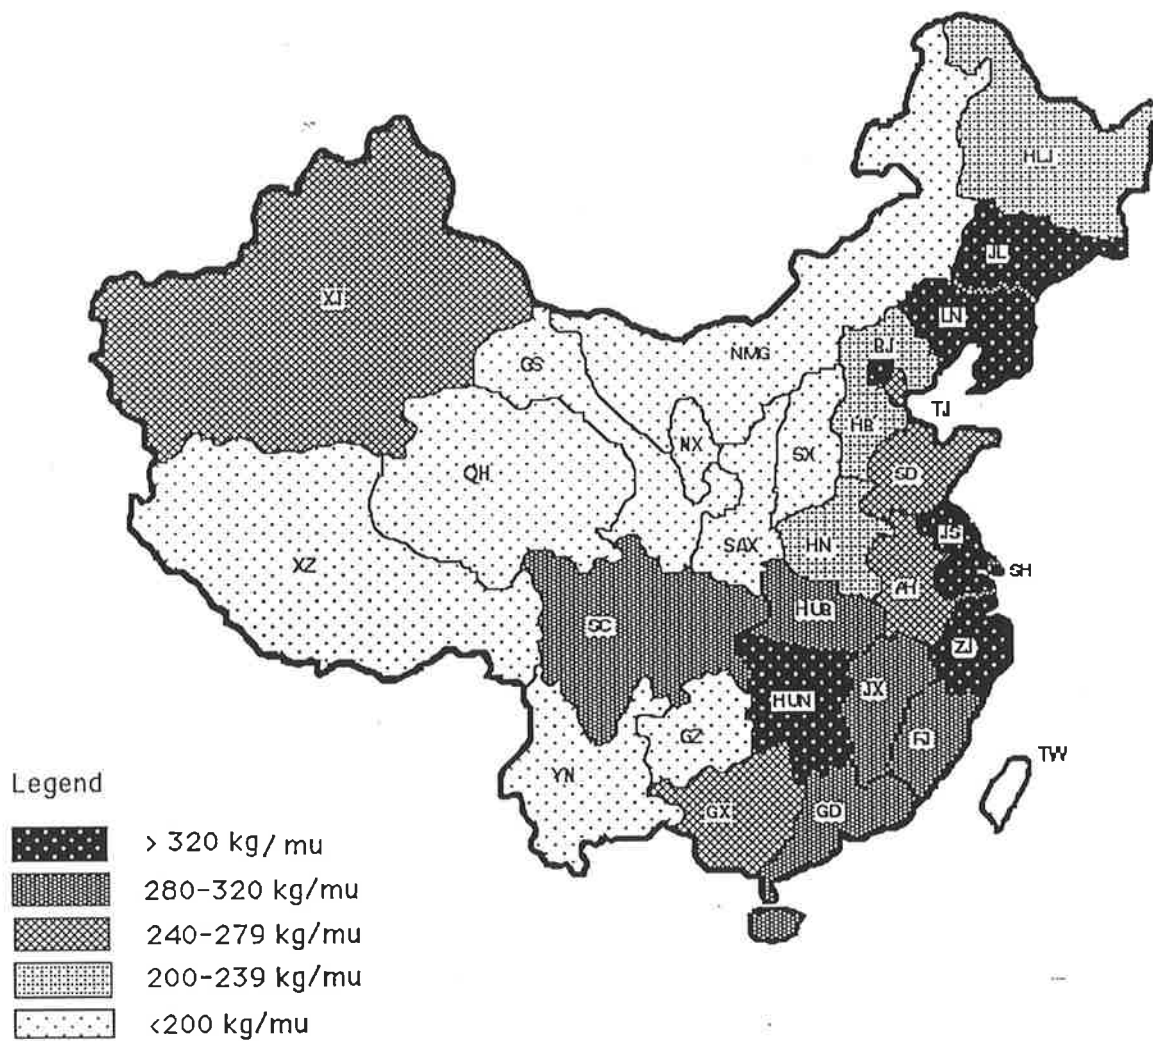 HLJ
JL
XJ
LN
BJ
NMG
GS
TJ
HB
NX
SX
QH
SD
JS
SAX
HN
XZ
SH
AH
HUB
SC
ZJ
JX
HUN
FJ
GZ
TW
YN
GX
GD
Legend
> 320 kg/mu
280-320 kg/mu
240-279 kg/mu
200-239 kg/mu
<200 kg/mu